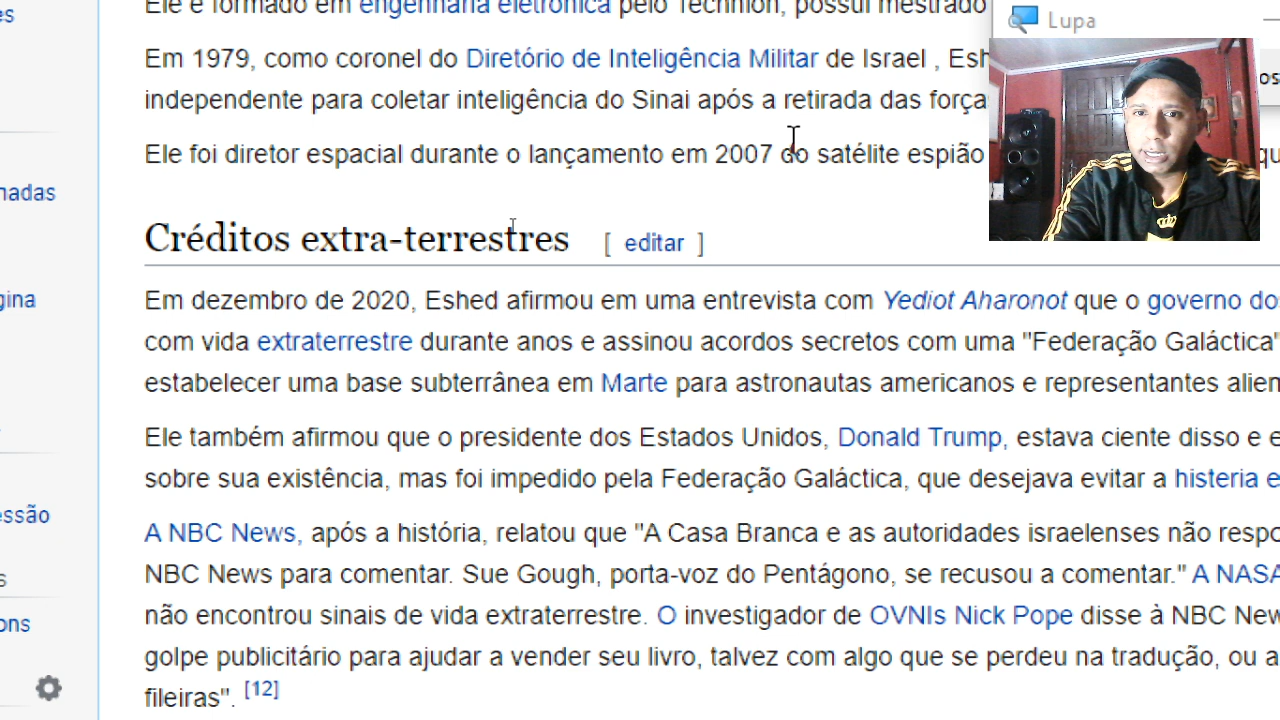 Ele é formado em engenharia eletrônica pelo Technion, possui mestrado
Lupa
Em 1979, como coronel do Diretório de Inteligência Militar de Israel , Esh
os
independente para coletar inteligência do Sinai após a retirada das força
Ele foi diretor espacial durante o lançamento em 2007 do satélite espião
qu
nadas
Créditos extra-terrestres [ editar ]
gina
Em dezembro de 2020, Eshed afirmou em uma entrevista com Yediot Aharonot que o governo dos
com vida extraterrestre durante anos e assinou acordos secretos com uma "Federação Galáctica"
estabelecer uma base subterrânea em Marte para astronautas americanos e representantes alien
Ele também afirmou que o presidente dos Estados Unidos, Donald Trump, estava ciente disso e e
sobre sua existência, mas foi impedido pela Federação Galáctica, que desejava evitar a histeria e
essão
A NBC News, após a história, relatou que "A Casa Branca e as autoridades israelenses não respo
s
NBC News para comentar. Sue Gough, porta-voz do Pentágono, se recusou a comentar." A NASA
ons
não encontrou sinais de vida extraterrestre. O investigador de OVNIs Nick Pope disse à NBC New
golpe publicitário para ajudar a vender seu livro, talvez com algo que se perdeu na tradução, ou a
fileiras". [12]